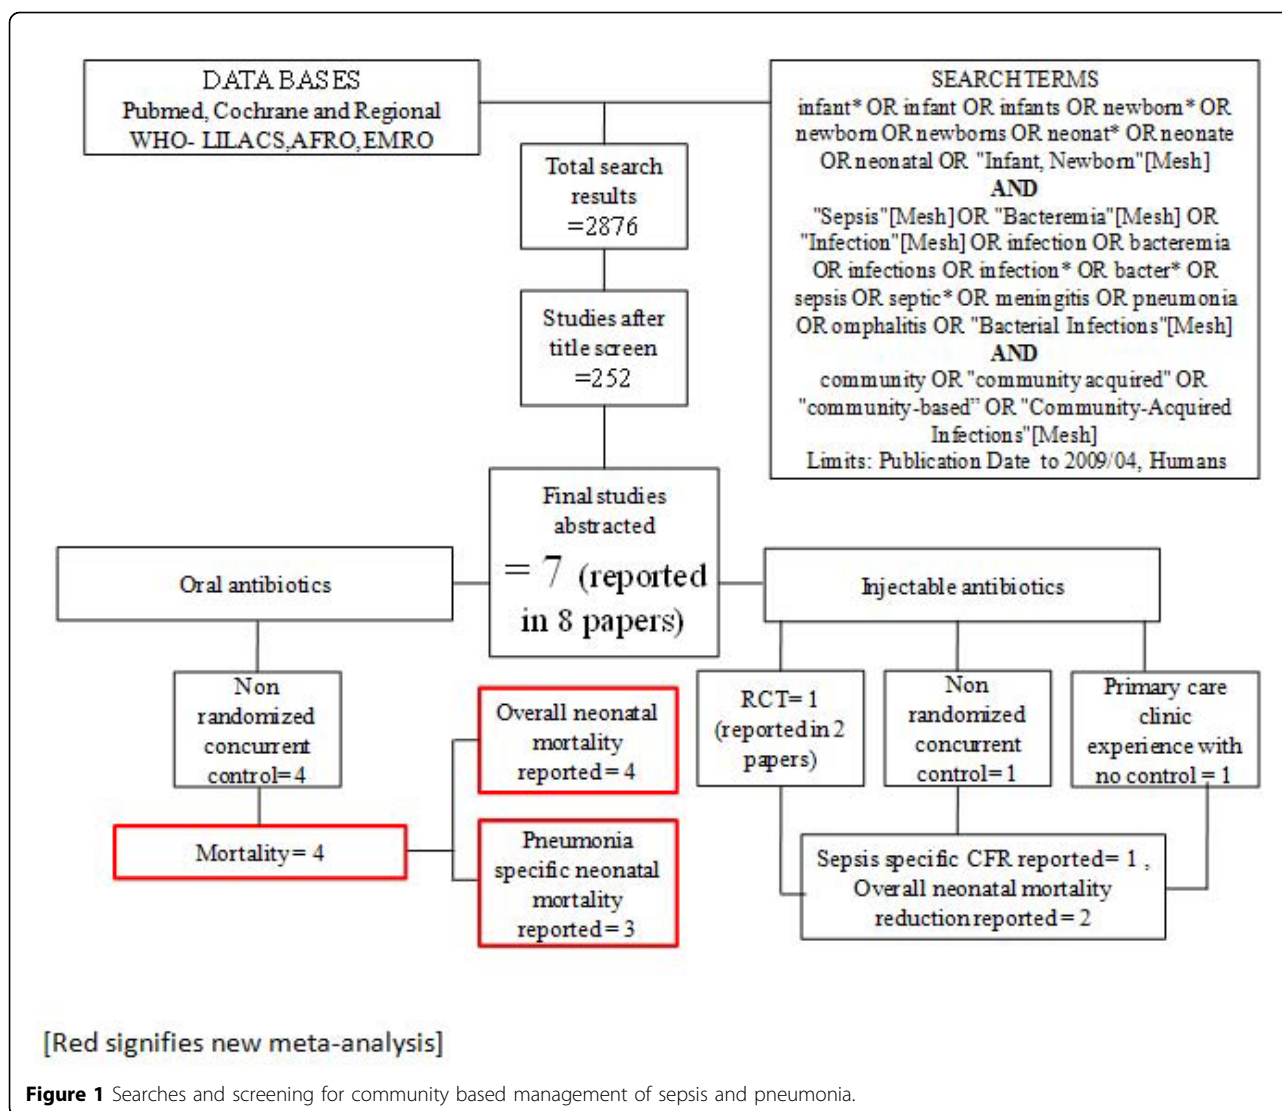 DATA BASES
Pubmed, Cochrane and Regional
WHO- LILACS,AFRO,EMRO
SEARCHTERMS
infant* OR infant OR infants OR newborn* OR
newborn OR newborns OR neonat* OR neonate
OR neonatal OR "Infant, Newborn"[Mesh]
AND
"Sepsis"[Mesh] OR "Bacteremia"[Mesh] OR
"Infection"[Mesh] OR infection OR bacteremia
OR infections OR infection* OR bacter* OR
sepsis OR septic* OR meningitis OR pneumonia
OR omphalitis OR "Bacterial Infections"[Mesh]
AND
community OR "community acquired" OR
"community-based” OR "Community-Acquired
Infections"[Mesh]
Limits: Publication Date to 2009/04, Humans
Total search
results
=2876
Studies after
title screen
=252
Final studies
abstracted
= 7 (reported
in 8 papers)
Oral antibiotics
Injectable antibiotics
Non
randomized
concurrent
control= 4
Mortality= 4
Overall neonatal
mortality
reported= 4
Pneumonia
specific neonatal
mortality
reported= 3
RCT= 1
(reported in 2
papers)
Non
randomized
concurrent
control= 1
Primary care
clinic
experience with
no control = 1
Sepsis specific CFR reported= 1 ,
Overall neonatal mortality
reduction reported= 2
[Red signifies new meta-analysis]
Figure 1 Searches and screening for community based management of sepsis and pneumonia.